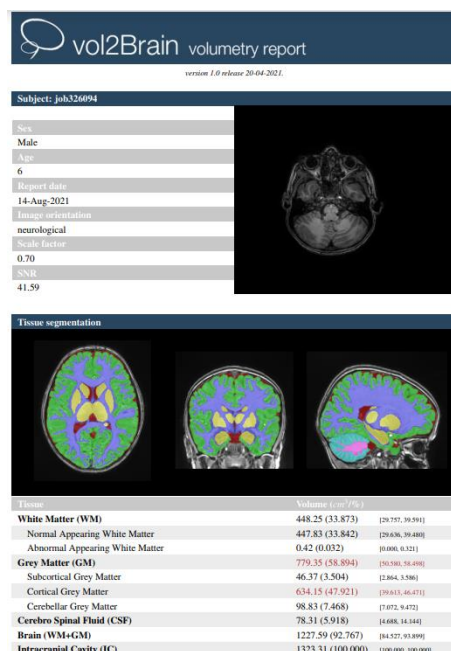 vol2Brain volumetry report
version 1.0 release 20-04-2021.
Subject: job326094
Sex
Male
Age
6
Report date
14-Aug-2021
Image orientation
neurological
Scale factor
0.70
SNR
41.59
Tissue segmentation
Tissue Volume (cm³/%)
White Matter (WM) 448.25 (33.873) [29.757, 39.591]
Normal Appearing White Matter 447.83 (33.842) [29.636, 39.480]
Abnormal Appearing White Matter 0.42 (0.032) [0.000, 0.321]
Grey Matter (GM) 779.35 (58.894) [50.580, 58.498]
Subcortical Grey Matter 46.37 (3.504) [2.864, 3.586]
Cortical Grey Matter 634.15 (47.921) [39.613, 46.471]
Cerebellar Grey Matter 98.83 (7.468) [7.072, 9.472]
Cerebro Spinal Fluid (CSF) 78.31 (5.918) [4.688, 14.144]
Brain (WM+GM) 1227.59 (92.767) [84.527, 93.899]
Intracranial Cavity (IC) 1323.31 (100.000) [100.000, 100.000]